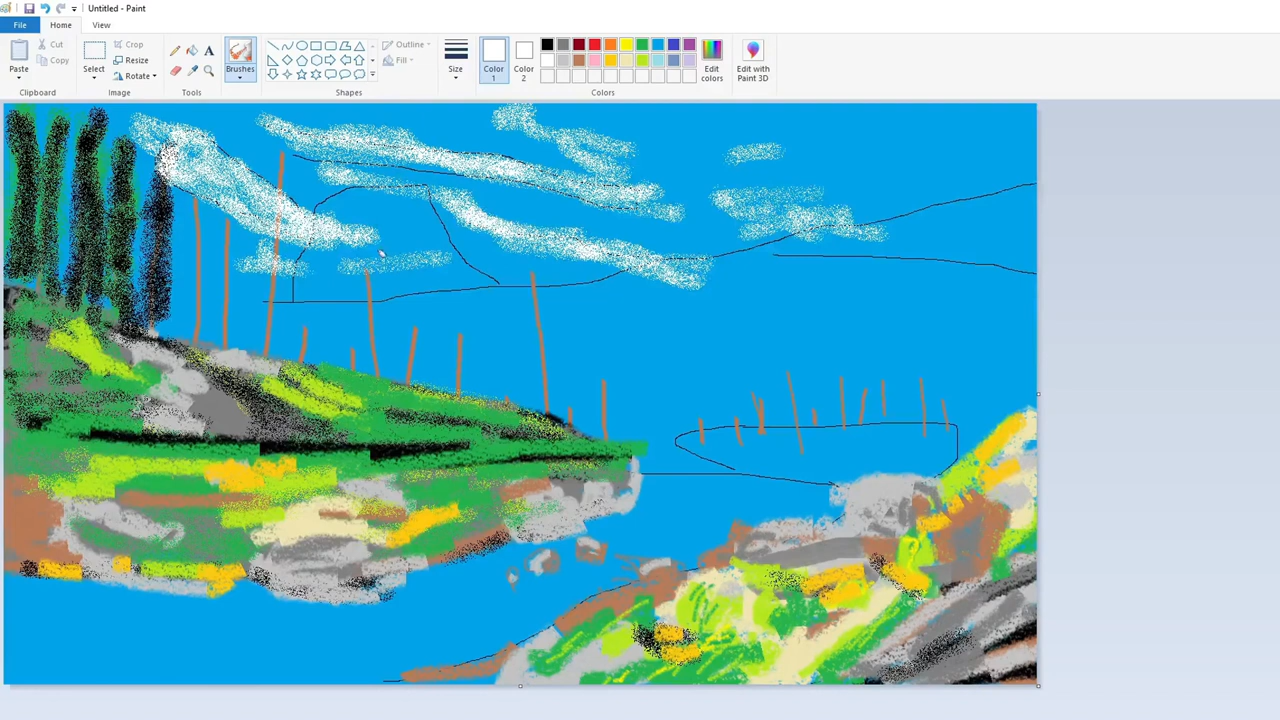 Untitled - Paint
File Home View
Paste
Cut
Copy
Clipboard
Select
Crop
Resize
Rotate
Image
A
Tools
Brushes
Outline
Fill
Shapes
Size
Color 1
Color 2
Edit colors
Colors
Edit with Paint 3D